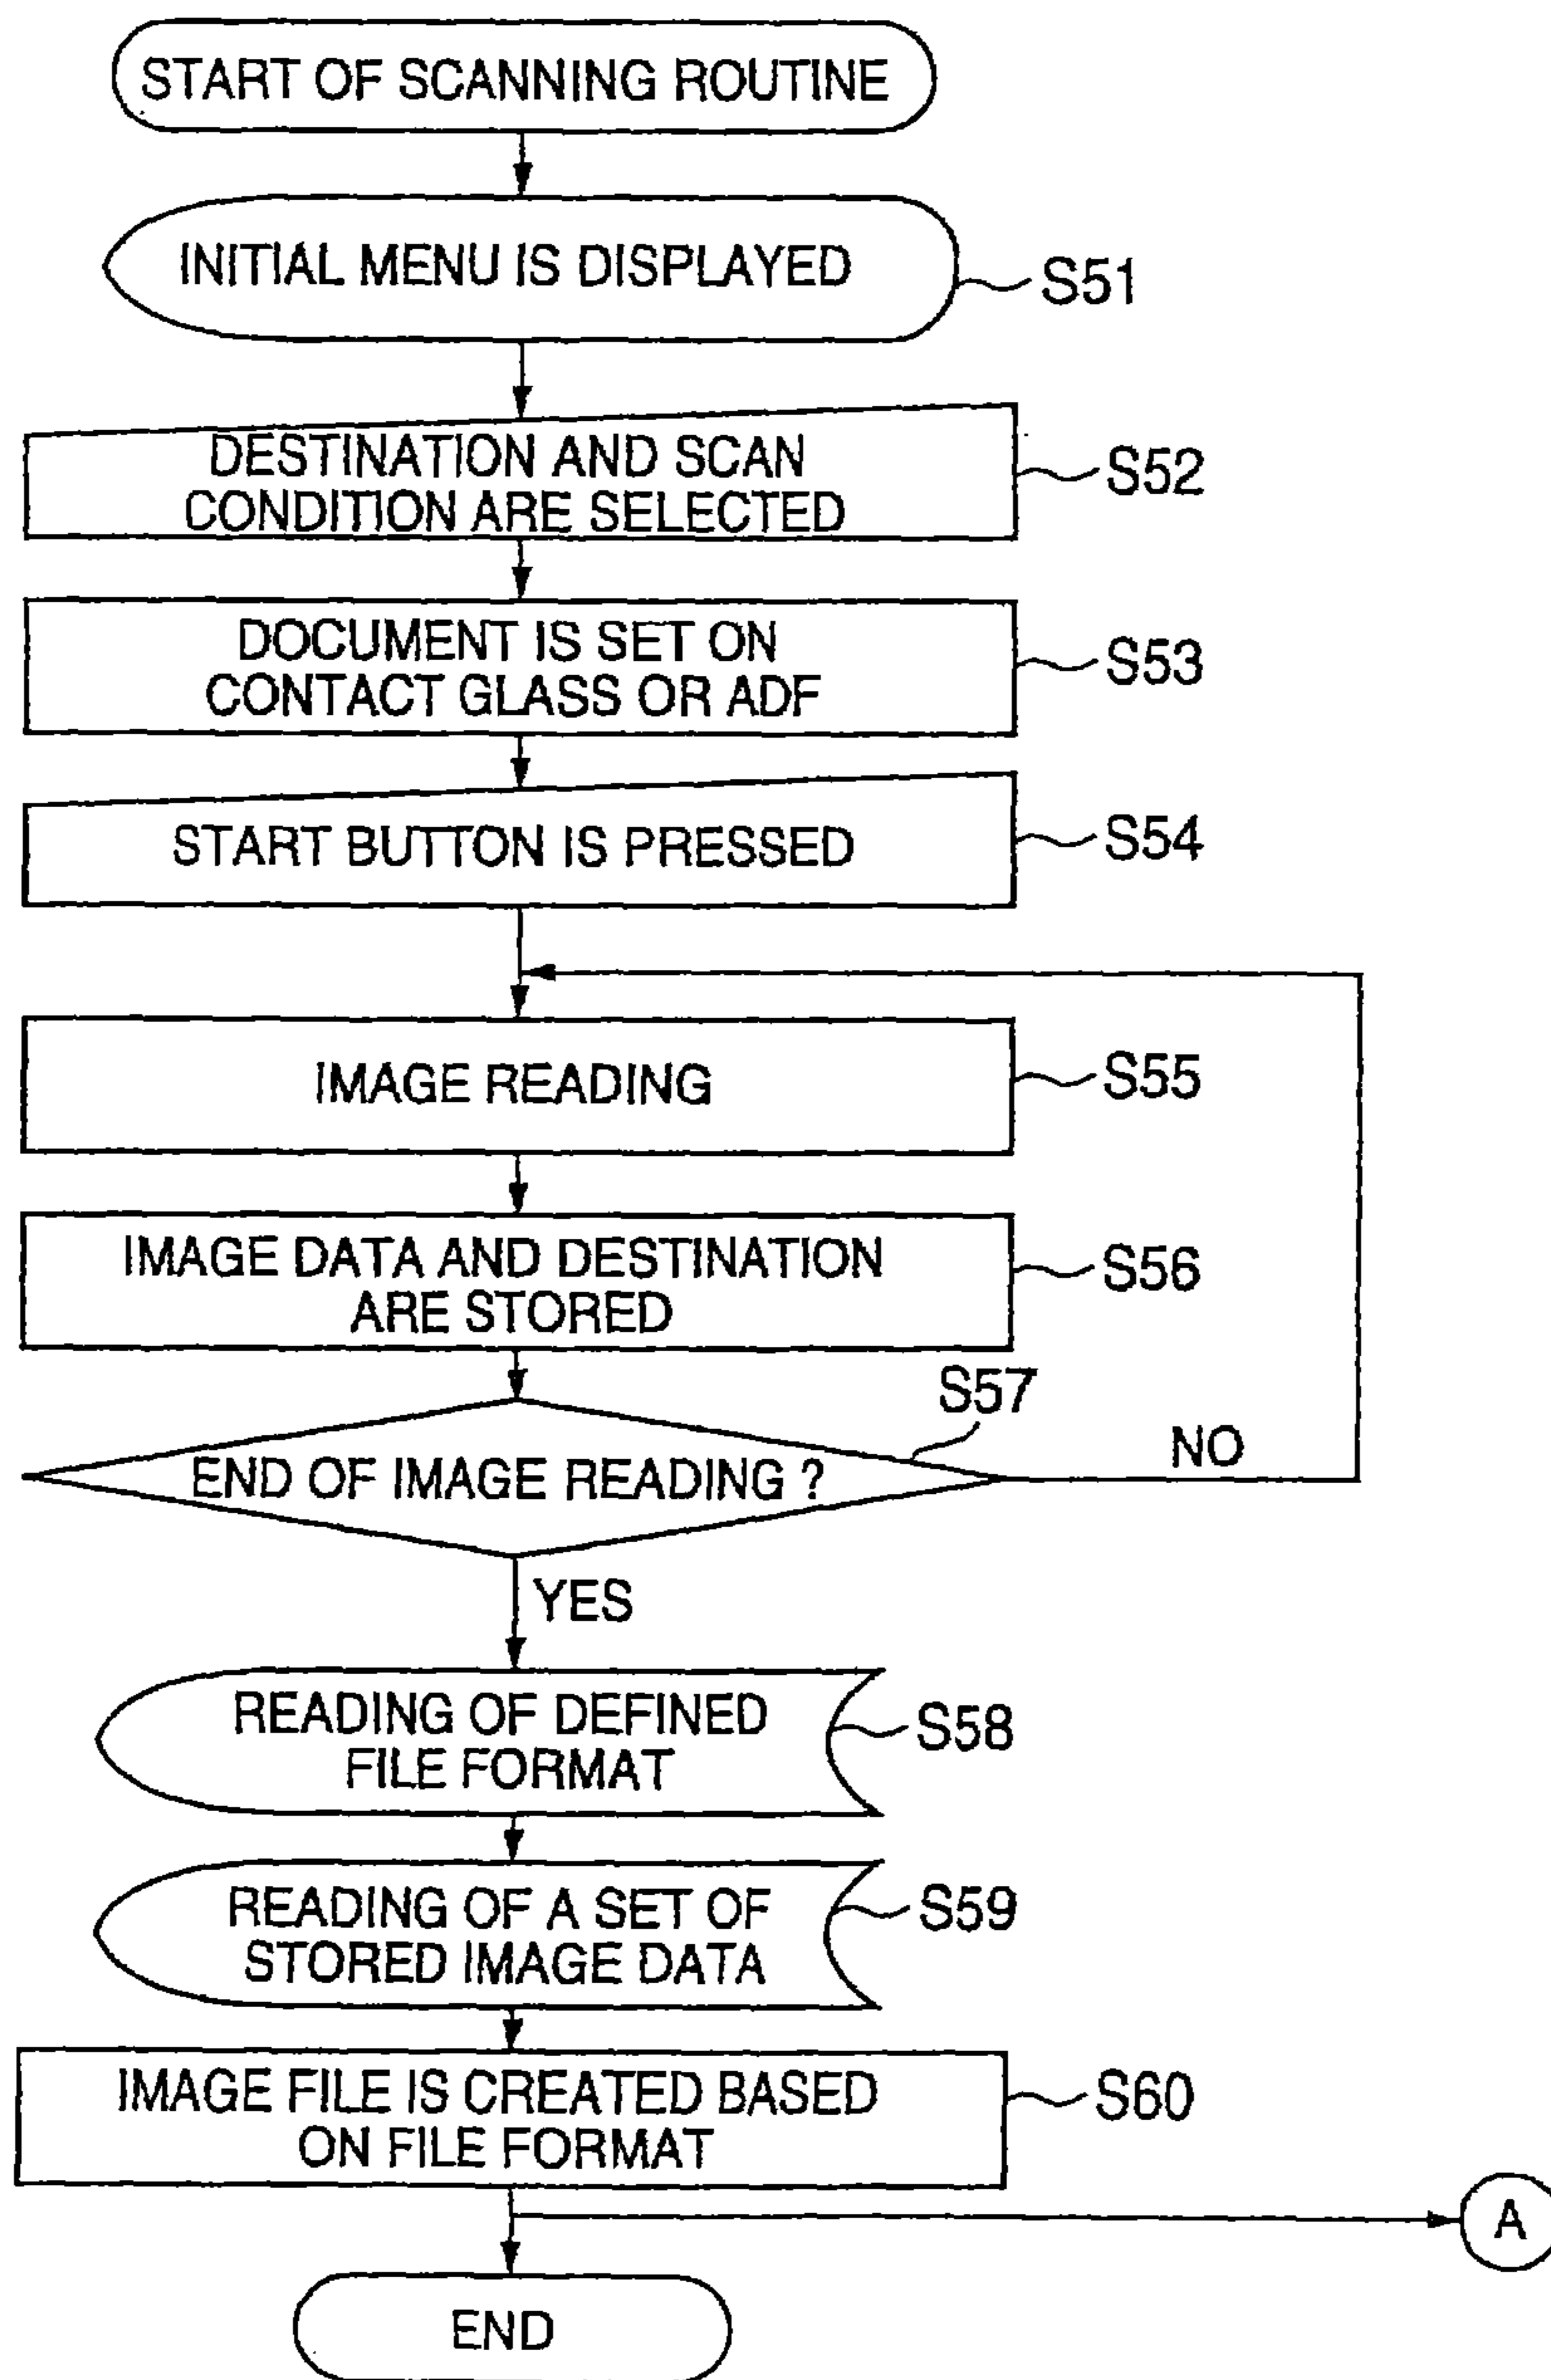 START OF SCANNING ROUTINE
INITIAL MENU IS DISPLAYED
S51
DESTINATION AND SCAN
CONDITION ARE SELECTED
S52
DOCUMENT IS SET ON
CONTACT GLASS OR ADF
S53
START BUTTON IS PRESSED
S54
IMAGE READING
S55
IMAGE DATA AND DESTINATION
ARE STORED
S56
S57
END OF IMAGE READING ?
NO
YES
READING OF DEFINED
FILE FORMAT
S58
READING OF A SET OF
STORED IMAGE DATA
S59
IMAGE FILE IS CREATED BASED
ON FILE FORMAT
S60
A
END